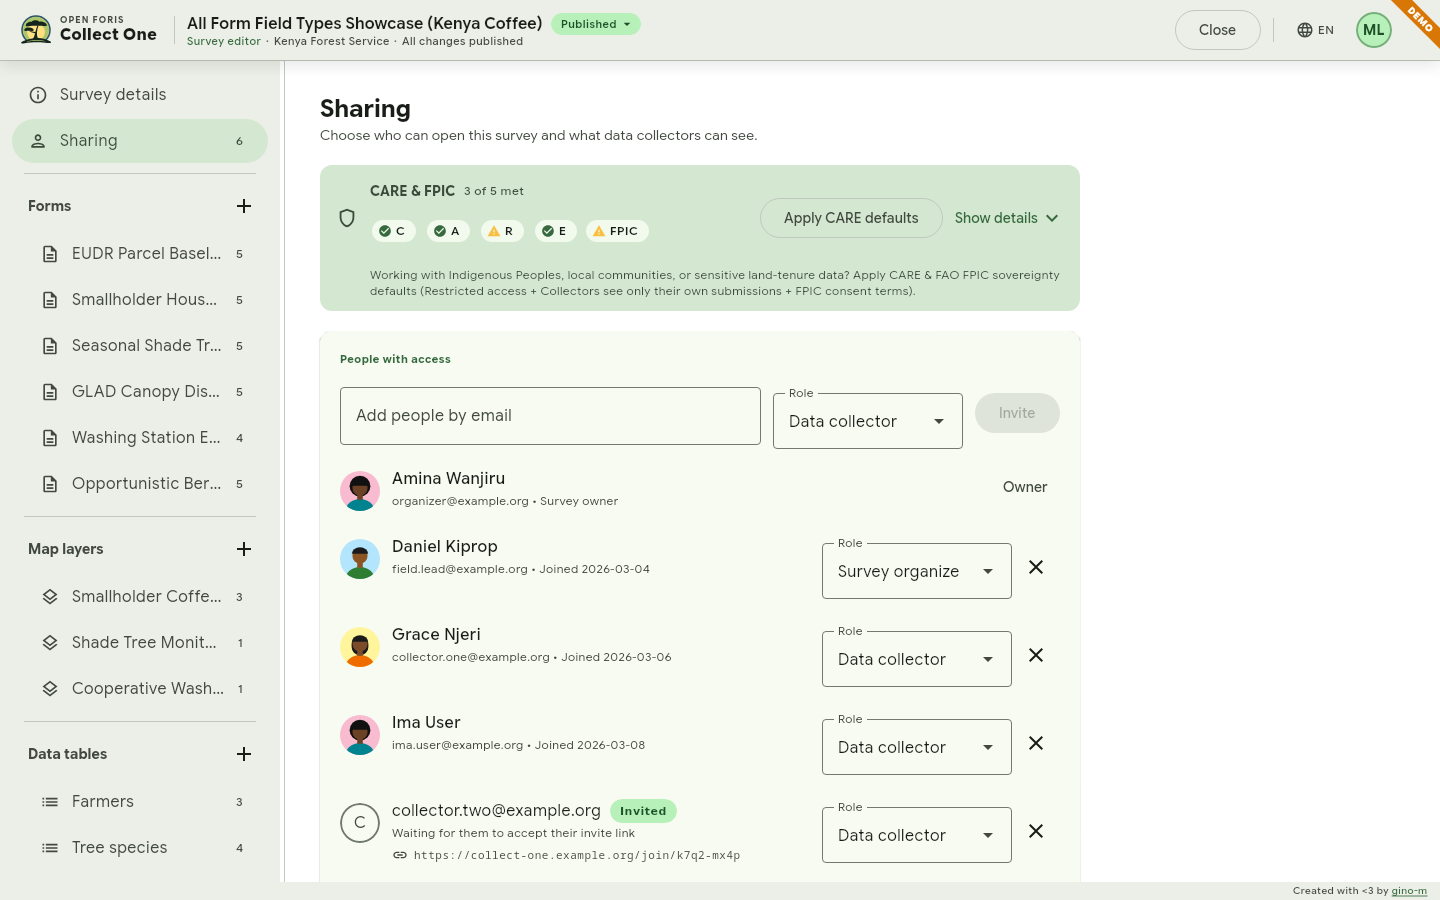 OPEN FORIS
Collect One
All Form Field Types Showcase (Kenya Coffee)
Published
Survey editor · Kenya Forest Service · All changes published
Close
EN
ML
DEMO
Survey details
Sharing 6
Forms
EUDR Parcel Basel... 5
Smallholder Hous... 5
Seasonal Shade Tr... 5
GLAD Canopy Dis... 5
Washing Station E... 4
Opportunistic Ber... 5
Map layers
Smallholder Coffe... 3
Shade Tree Monit... 1
Cooperative Wash... 1
Data tables
Farmers 3
Tree species 4
Sharing
Choose who can open this survey and what data collectors can see.
CARE & FPIC 3 of 5 met
C A R E FPIC
Apply CARE defaults
Show details
Working with Indigenous Peoples, local communities, or sensitive land-tenure data? Apply CARE & FAO FPIC sovereignty
defaults (Restricted access + Collectors see only their own submissions + FPIC consent terms).
People with access
Add people by email
Role
Data collector
Invite
Amina Wanjiru
organizer@example.org • Survey owner
Owner
Daniel Kiprop
field.lead@example.org • Joined 2026-03-04
Role
Survey organize
Grace Njeri
collector.one@example.org • Joined 2026-03-06
Role
Data collector
Ima User
ima.user@example.org • Joined 2026-03-08
Role
Data collector
C
collector.two@example.org Invited
Waiting for them to accept their invite link
https://collect-one.example.org/join/k7q2-mx4p
Role
Data collector
Created with <3 by gino-m